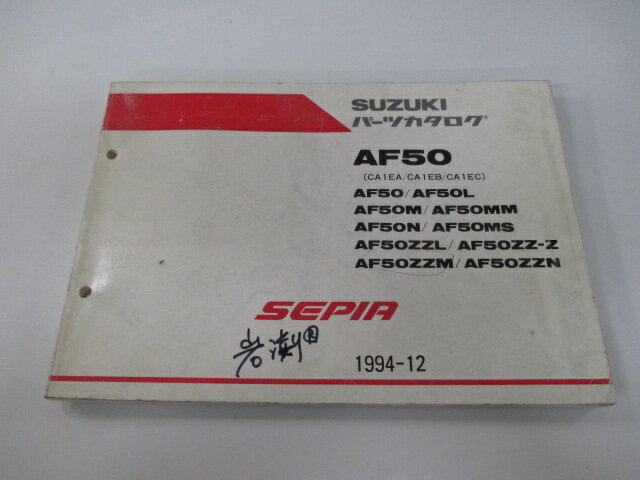 SUZUKI
パーツカタログ
AF50
(CA1EA/CA1EB/CA1EC)
AF50/AF50L
AF50M/AF50MM
AF50N/AF50MS
AF50ZZL/AF50ZZ-Z
AF50ZZM/AF50ZZN
SEPIA
1994-12